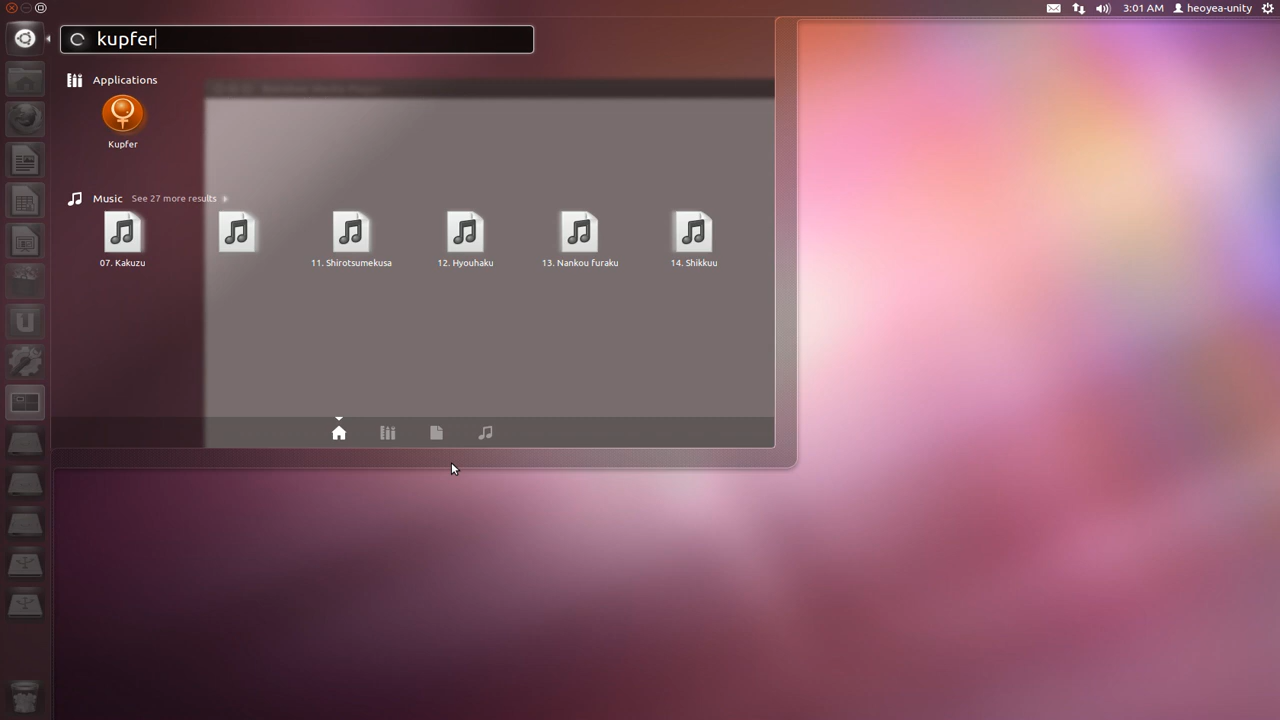 3:01 AM heoyea-unity
kupfer
Applications
Kupfer
Music See 27 more results
07. Kakuzu 11. Shirotsumekusa 12. Hyouhaku 13. Nankou furaku 14. Shikkuu